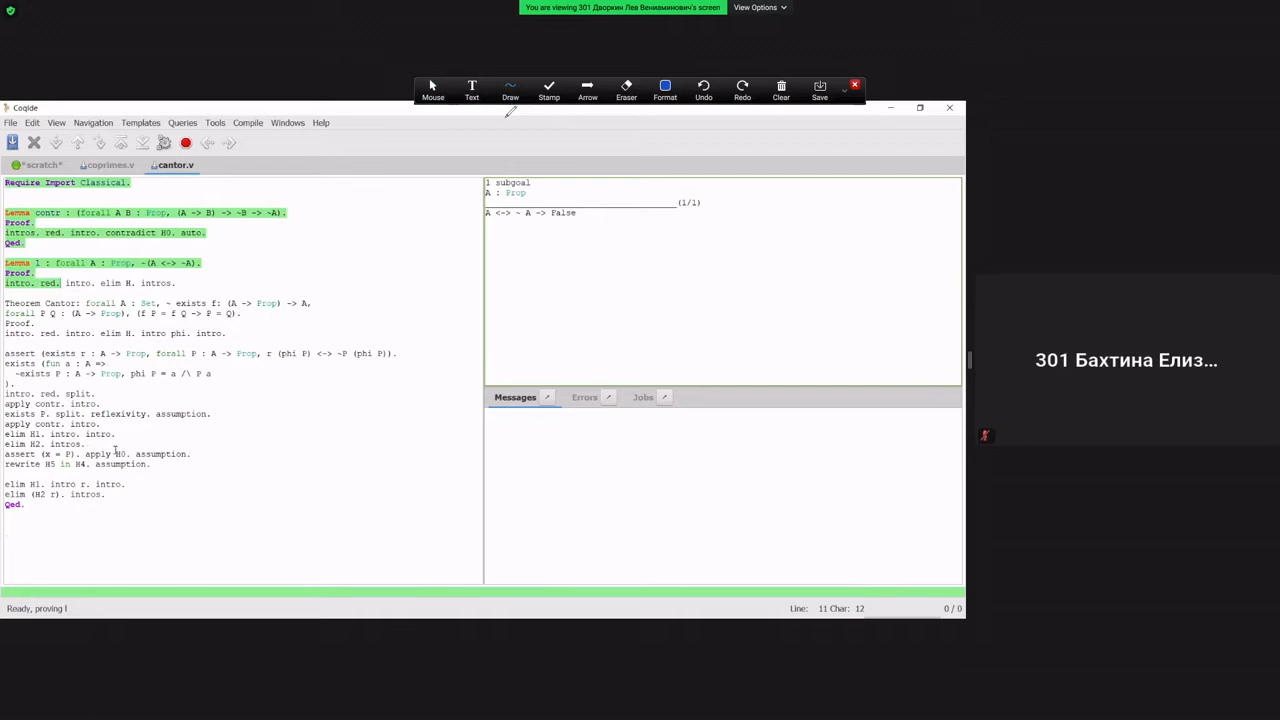 You are viewing 301 Дворкин Лев Вениаминович's screen
View Options
Mouse Text Draw Stamp Arrow Eraser Format Undo Redo Clear Save
CoqIde
File Edit View Navigation Templates Queries Tools Compile Windows Help
*scratch* coprimes.v cantor.v
Require Import Classical.
Lemma contr : (forall A B : Prop, (A -> B) -> ~B -> ~A).
Proof.
intros. red. intro. contradict H0. auto.
Qed.
Lemma l : forall A : Prop, ~(A <-> ~A).
Proof.
intro. red. intro. elim H. intros.
Theorem Cantor: forall A : Set, ~ exists f: (A -> Prop) -> A,
forall P Q : (A -> Prop), (f P = f Q -> P = Q).
Proof.
intro. red. intro. elim H. intro phi. intro.
assert (exists r : A -> Prop, forall P : A -> Prop, r (phi P) <-> ~P (phi P)).
exists (fun a : A =>
~exists P : A -> Prop, phi P = a /\ P a
).
intro. red. split.
apply contr. intro.
exists P. split. reflexivity. assumption.
apply contr. intro.
elim H1. intro. intro.
elim H2. intros.
assert (x = P). apply H0. assumption.
rewrite H5 in H4. assumption.
elim H1. intro r. intro.
elim (H2 r). intros.
Qed.
1 subgoal
A : Prop
(1/1)
A <-> ~ A -> False
Messages Errors Jobs
Ready, proving l
Line: 11 Char: 12
0 / 0
301 Бахтина Елиз...